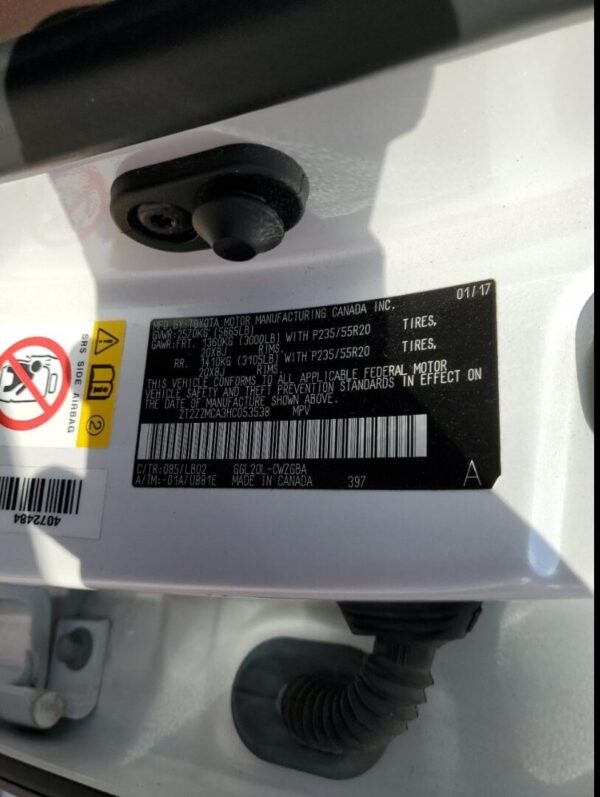 MFD BY:TOYOTA MOTOR MANUFACTURING CANADA INC. 01/17
GVWR:2570KG (5665LB)
GAWR:FRT. 1360KG (3000LB) WITH P235/55R20 TIRES,
20X8J RIMS
RR. 1410KG (3105LB) WITH P235/55R20 TIRES,
20X8J RIMS
THIS VEHICLE CONFORMS TO ALL APPLICABLE FEDERAL MOTOR
VEHICLE SAFETY AND THEFT PREVENTION STANDARDS IN EFFECT ON
THE DATE OF MANUFACTURE SHOWN ABOVE.
2T2ZZMCA3HC053538 MPV
C/TR:085/LB02 GGL20L-CWZGBA
A/TM:-01A/U881E MADE IN CANADA 397 A
SRS SIDE AIRBAG
2
4072484